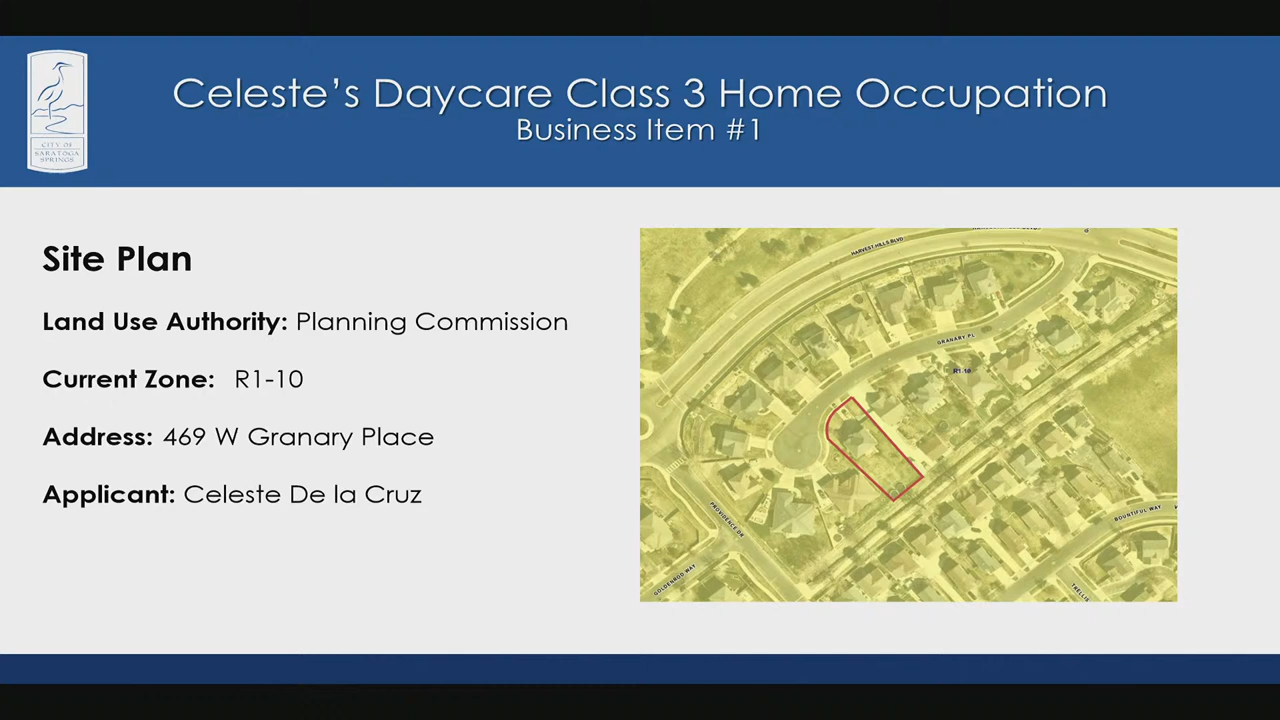 Celeste’s Daycare Class 3 Home Occupation
Business Item #1
CITY OF
SARATOGA
SPRINGS
Site Plan
Land Use Authority: Planning Commission
Current Zone: R1-10
Address: 469 W Granary Place
Applicant: Celeste De la Cruz
HARVEST HILLS BLVD
GRANARY PL
R1-10
PROVIDENCE DR
GOLDENROD WAY
BOUNTIFUL WAY